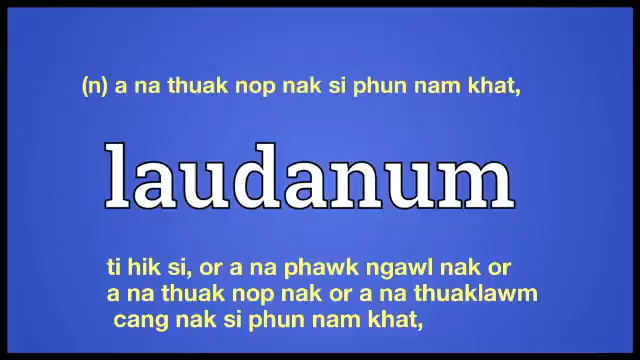 (n) a na thuak nop nak si phun nam khat,
laudanum
ti hik si, or a na phawk ngawl nak or
a na thuak nop nak or a na thuaklawm
cang nak si phun nam khat,